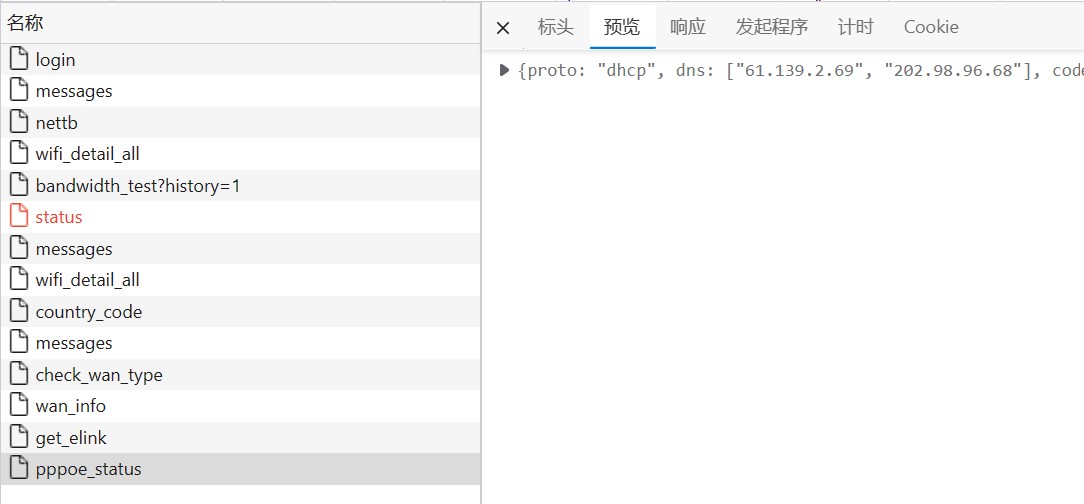 名称
login
messages
nettb
wifi_detail_all
bandwidth_test?history=1
status
messages
wifi_detail_all
country_code
messages
check_wan_type
wan_info
get_elink
pppoe_status
标头 预览 响应 发起程序 计时 Cookie
{proto: "dhcp", dns: ["61.139.2.69", "202.98.96.68"], code